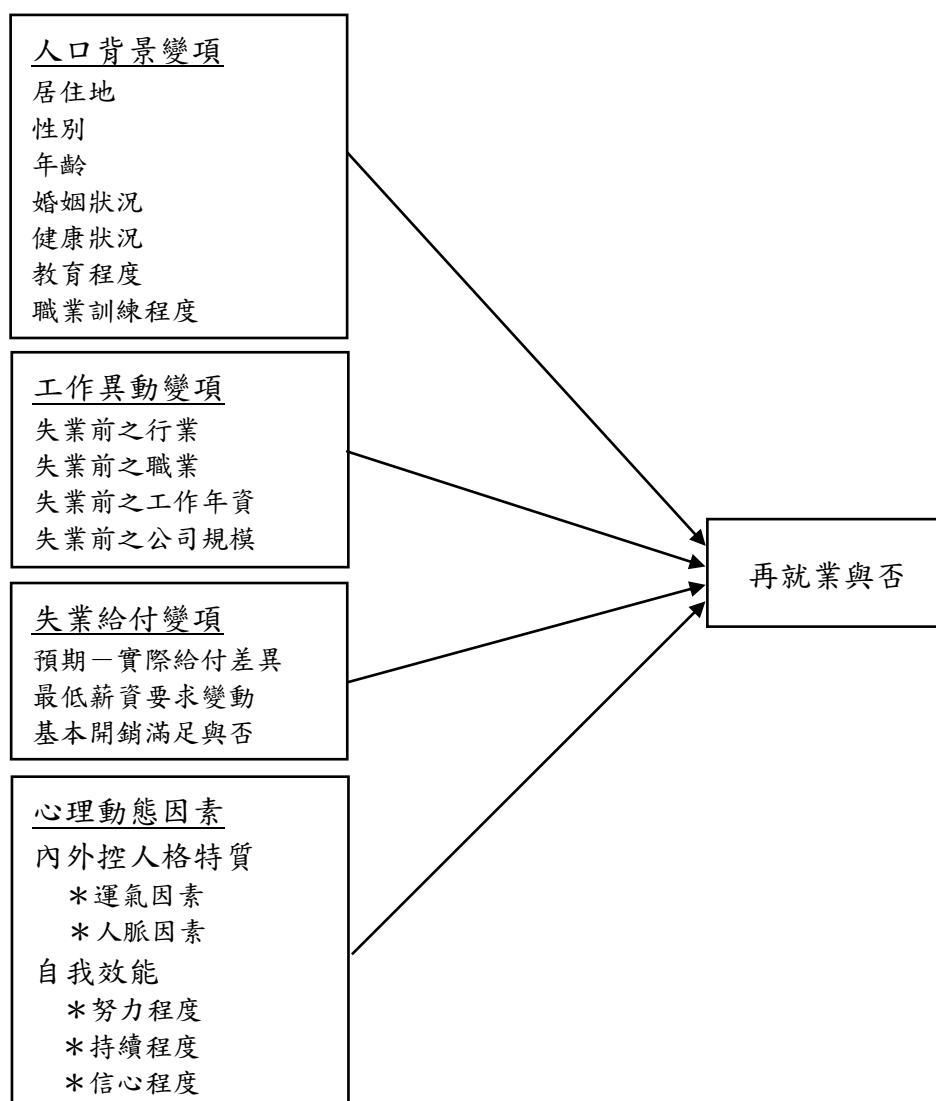 人口背景變項
居住地
性別
年齡
婚姻狀況
健康狀況
教育程度
職業訓練程度
工作異動變項
失業前之行業
失業前之職業
失業前之工作年資
失業前之公司規模
失業給付變項
預期－實際給付差異
最低薪資要求變動
基本開銷滿足與否
心理動態因素
內外控人格特質
＊運氣因素
＊人脈因素
自我效能
＊努力程度
＊持續程度
＊信心程度
再就業與否